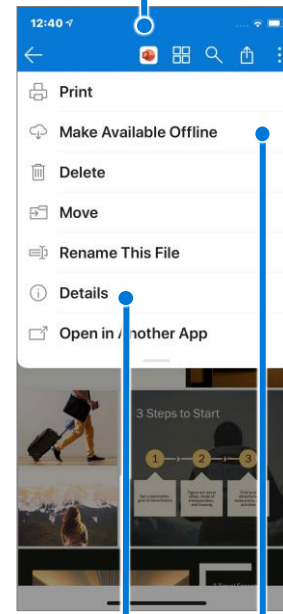 12:40
Print
Make Available Offline
Delete
Move
Rename This File
Details
Open in Another App
3 Steps to Start
1
2
3